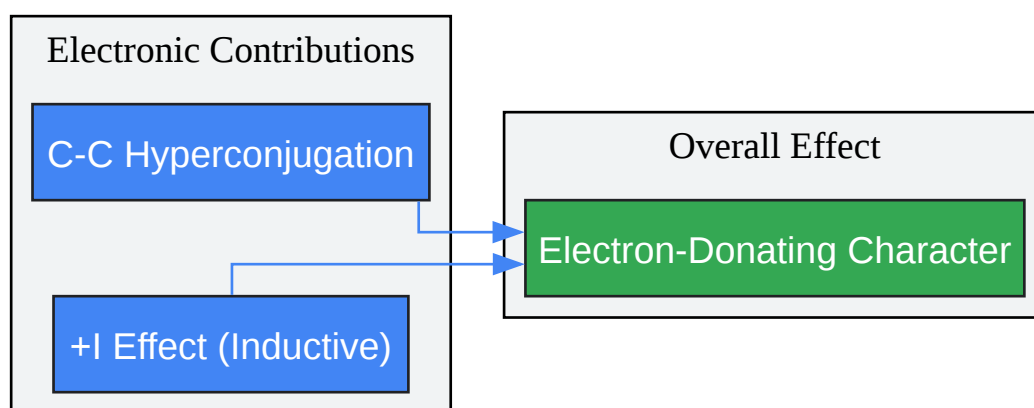 Electronic Contributions
C-C Hyperconjugation
+I Effect (Inductive)
Overall Effect
Electron-Donating Character